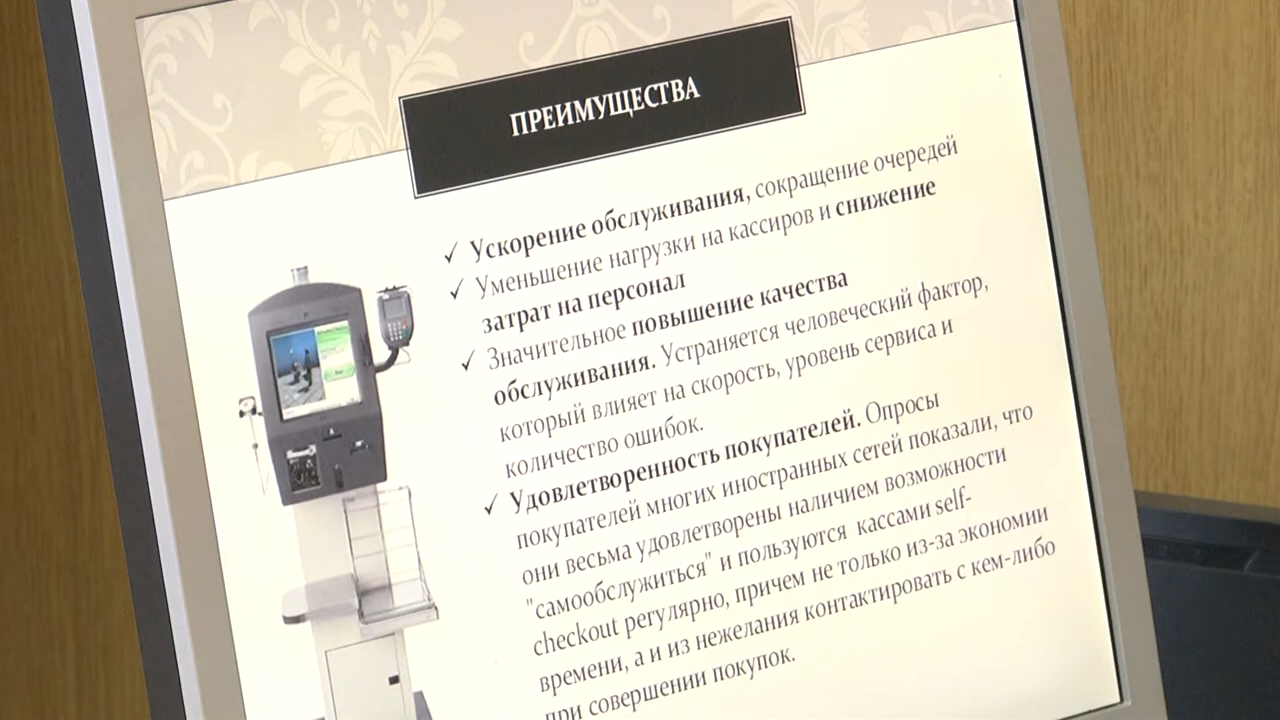 ПРЕИМУЩЕСТВА
✓ Ускорение обслуживания, сокращение очередей
✓ Уменьшение нагрузки на кассиров и снижение
затрат на персонал
✓ Значительное повышение качества
обслуживания. Устраняется человеческий фактор,
который влияет на скорость, уровень сервиса и
количество ошибок.
✓ Удовлетворенность покупателей. Опросы
покупателей многих иностранных сетей показали, что
они весьма удовлетворены наличием возможности
"самообслужиться" и пользуются кассами self-
checkout регулярно, причем не только из-за экономии
времени, а и из нежелания контактировать с кем-либо
при совершении покупок.